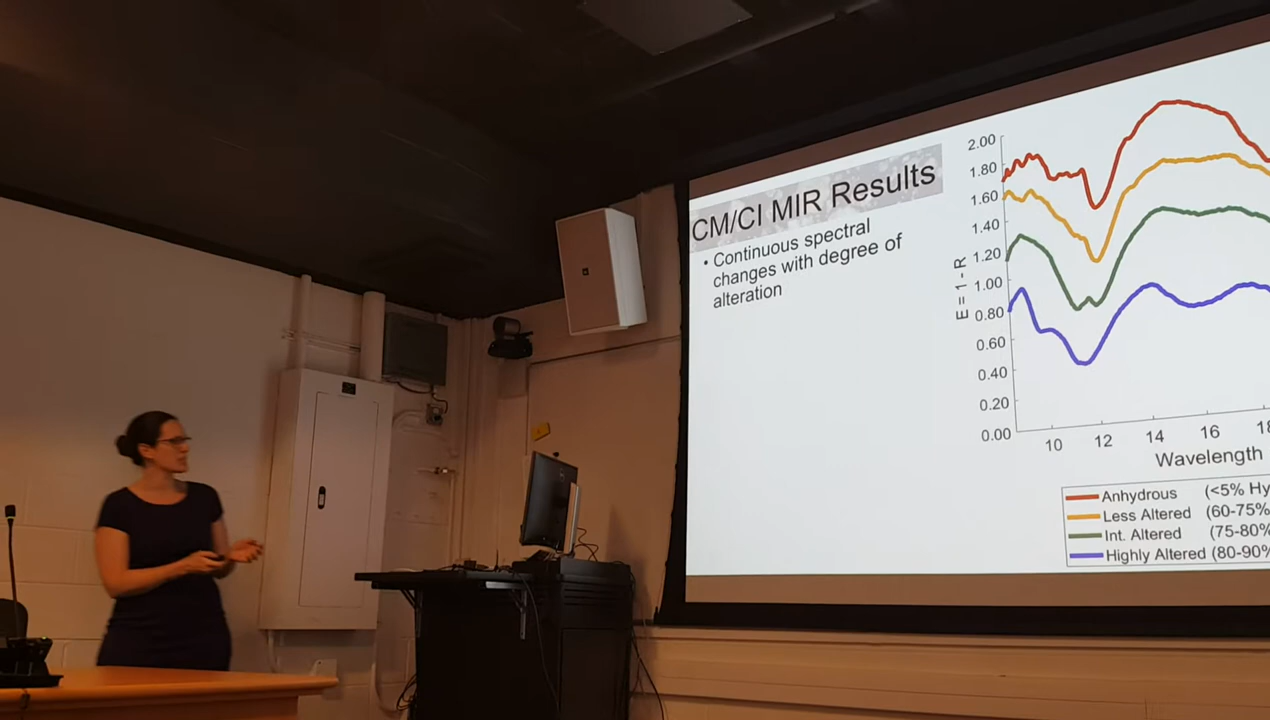 CM/CI MIR Results
• Continuous spectral
changes with degree of
alteration
2.00
1.80
1.60
1.40
1.20
1.00
0.80
0.60
0.40
0.20
0.00
E=1-R
10 12 14 16 18
Wavelength
Anhydrous (<5% Hy
Less Altered (60-75%
Int. Altered (75-80%
Highly Altered (80-90%